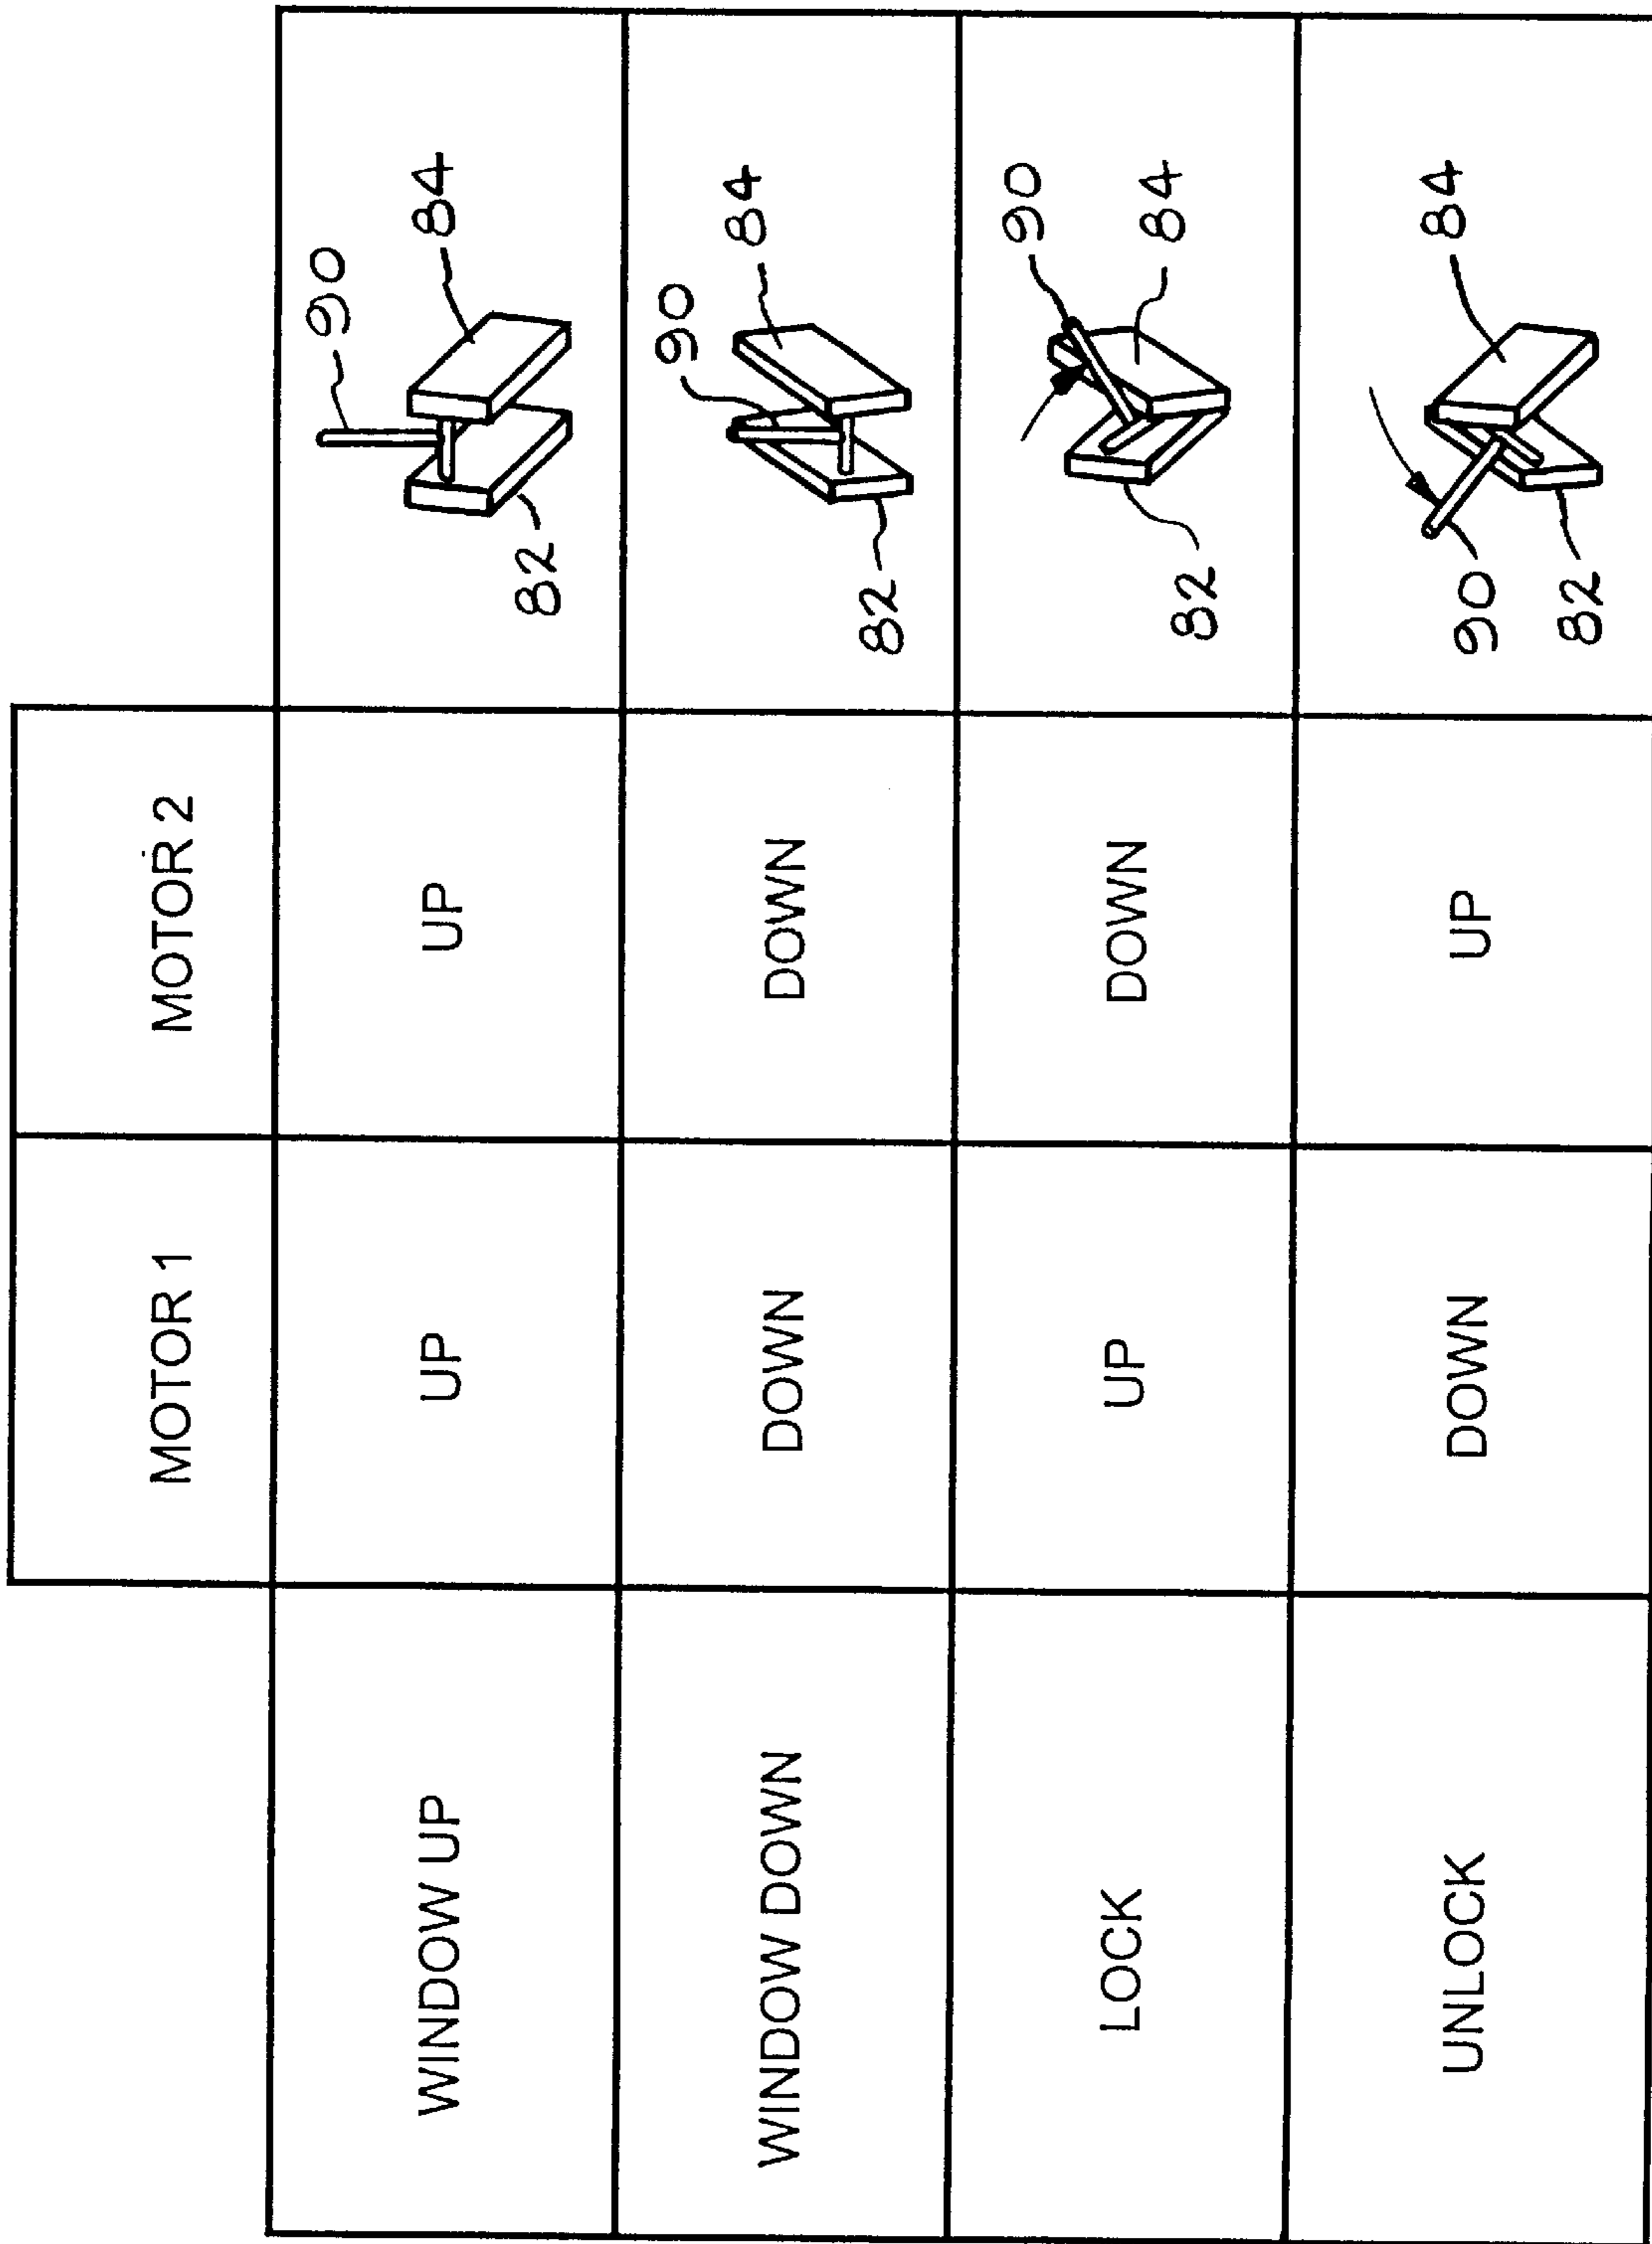 MOTOR 1 MOTOR 2
WINDOW UP UP UP 82 90 84
WINDOW DOWN DOWN DOWN 82 90 84
LOCK UP DOWN 82 90 84
UNLOCK DOWN UP 90 82 84